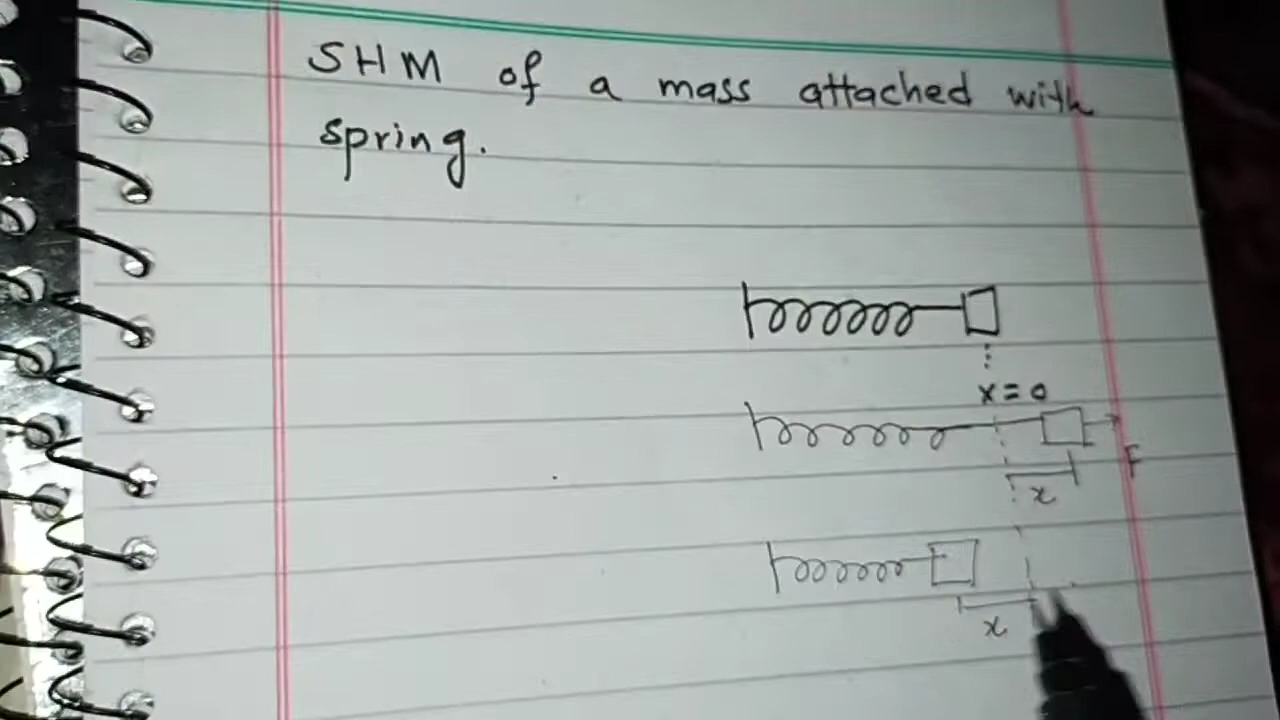 SHM of a mass attached with
spring.
x = 0
F
x
x